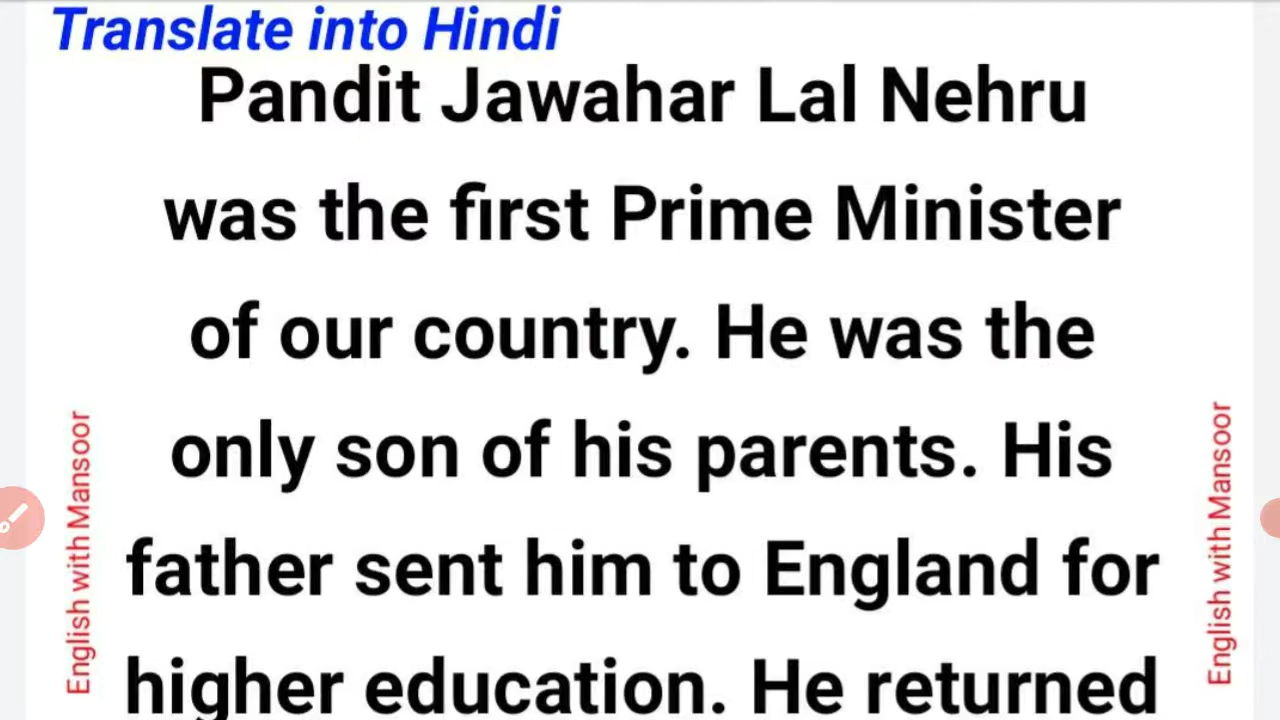 Translate into Hindi
Pandit Jawahar Lal Nehru
was the first Prime Minister
of our country. He was the
only son of his parents. His
father sent him to England for
higher education. He returned
English with Mansoor
English with Mansoor